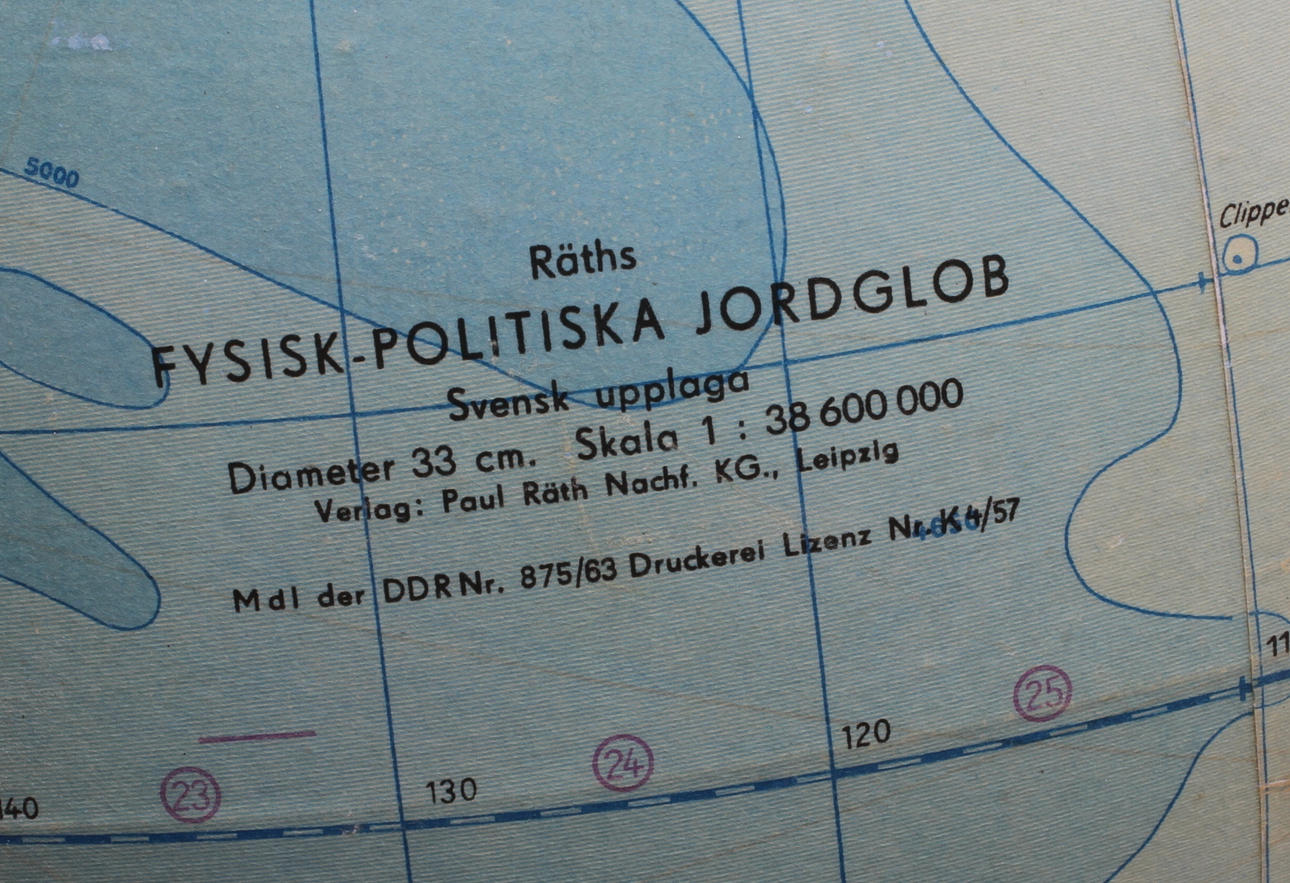 5000
Clippe
Räths
FYSISK-POLITISKA JORDGLOB
Svensk upplaga
Diameter 33 cm. Skala 1 : 38 600 000
Verlag: Paul Räth Nachf. KG., Leipzig
MdI der DDR Nr. 875/63 Druckerei Lizenz Nr. K 4/57
11
25
120
24
130
23
140